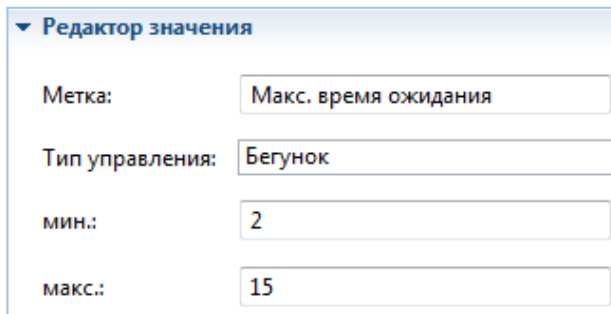 Редактор значения
Метка: Макс. время ожидания
Тип управления: Бегунок
мин.: 2
макс.: 15